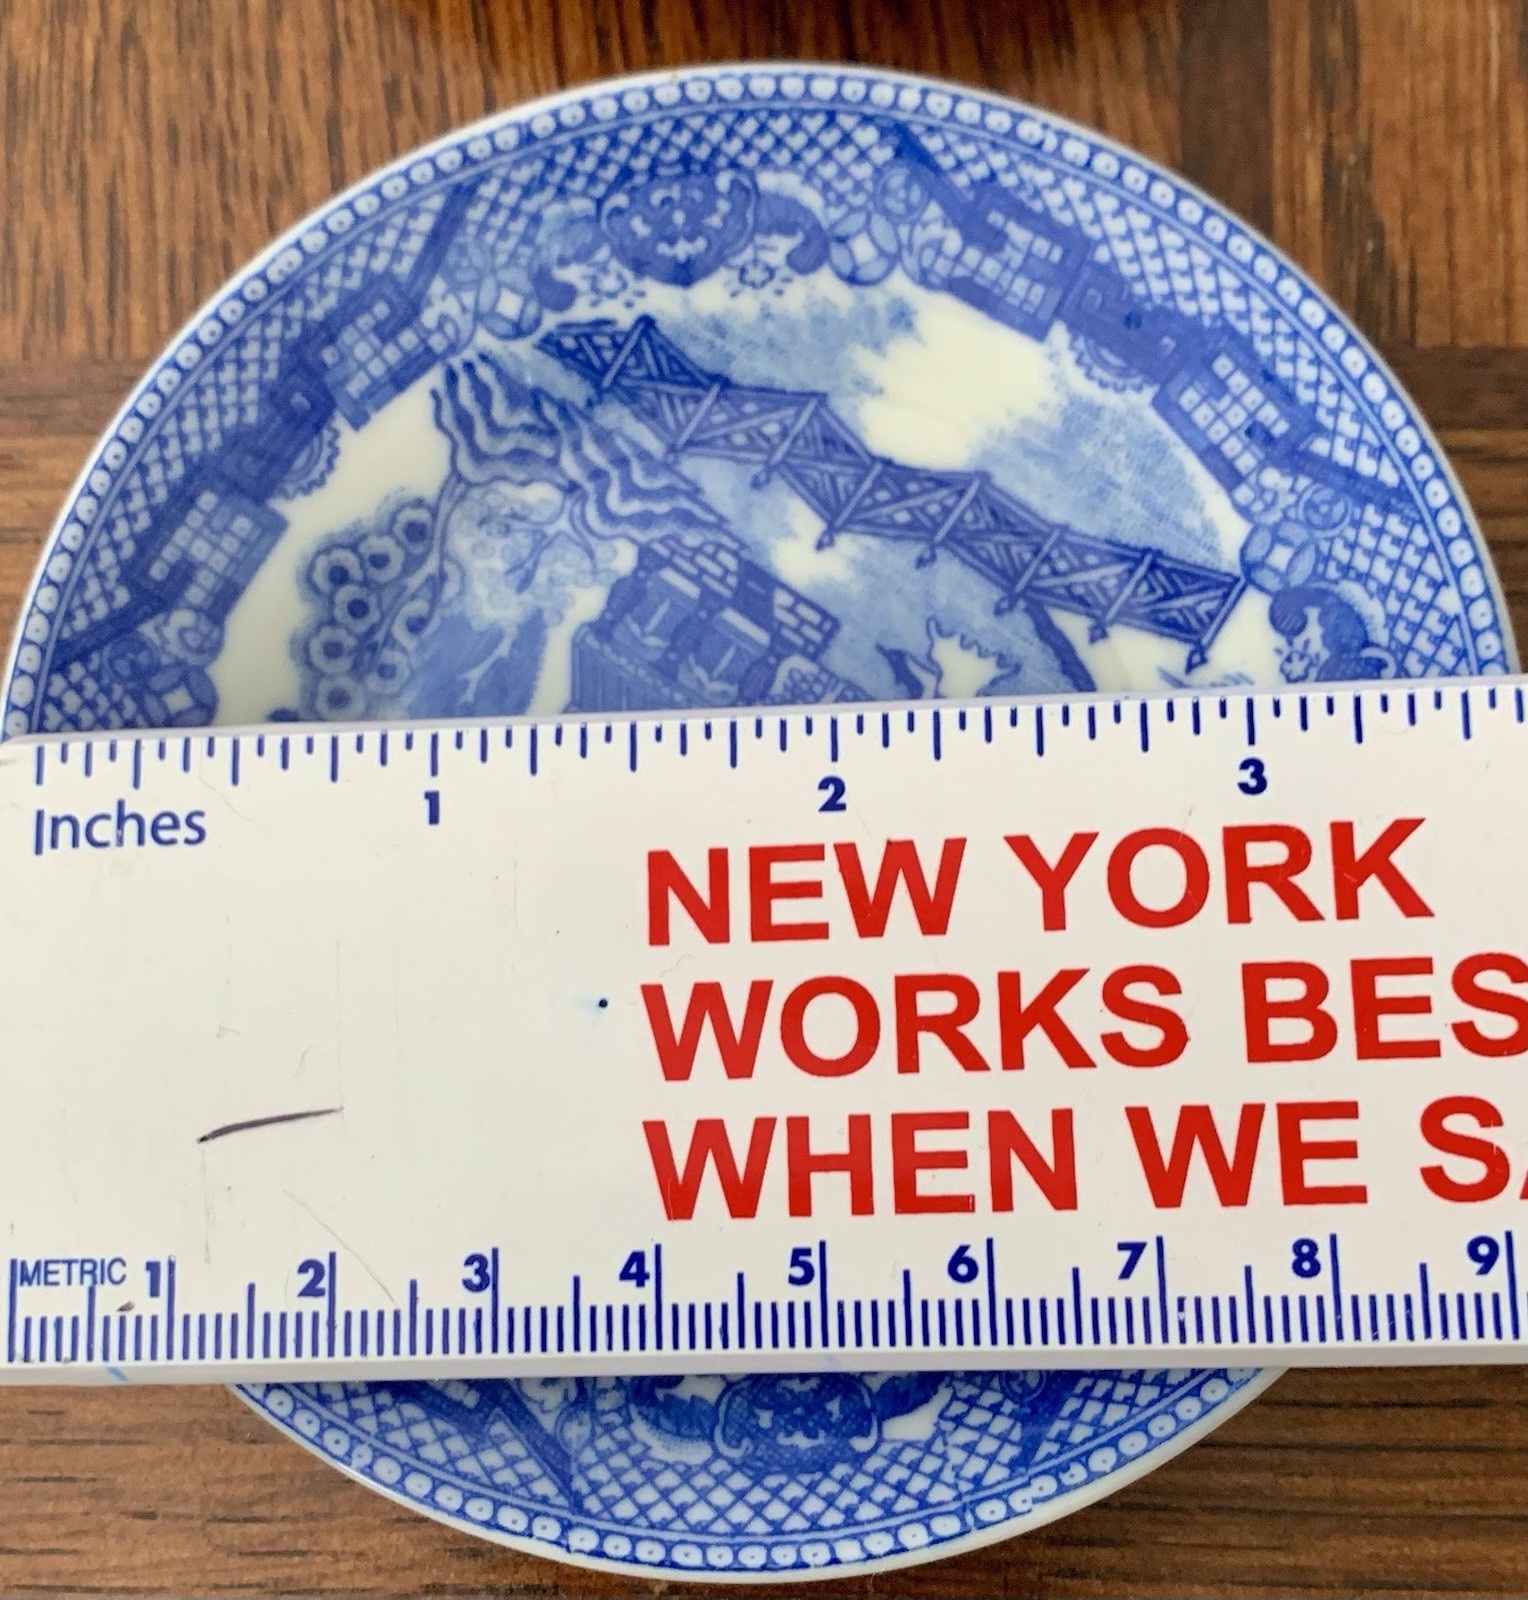 1 2 3
Inches
NEW YORK
WORKS BES
WHEN WE S
METRIC 1 2 3 4 5 6 7 8 9